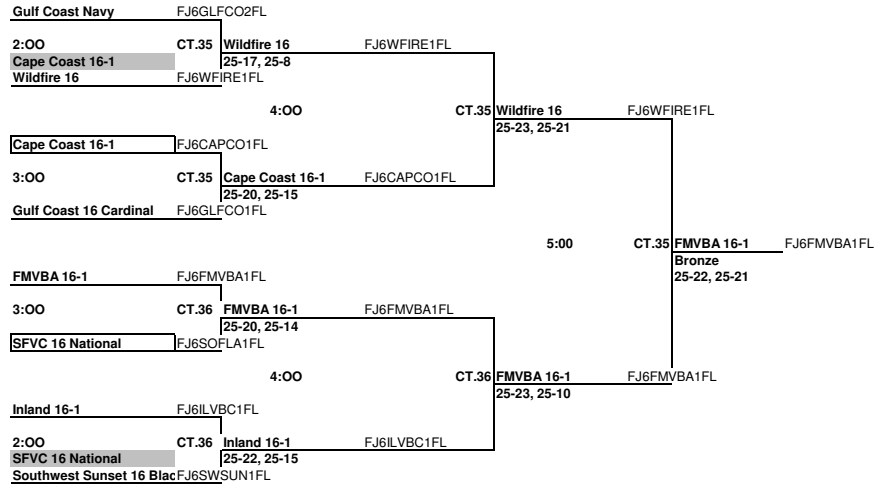 Gulf Coast Navy FJ6GLFCO2FL
2:OO CT.35 Wildfire 16 FJ6WFIRE1FL
Cape Coast 16-1 25-17, 25-8
Wildfire 16 FJ6WFIRE1FL
4:OO CT.35 Wildfire 16 FJ6WFIRE1FL
25-23, 25-21
Cape Coast 16-1 FJ6CAPCO1FL
3:OO CT.35 Cape Coast 16-1 FJ6CAPCO1FL
25-20, 25-15
Gulf Coast 16 Cardinal FJ6GLFCO1FL
5:00 CT.35 FMVBA 16-1 FJ6FMVBA1FL
Bronze
FMVBA 16-1 FJ6FMVBA1FL 25-22, 25-21
3:OO CT.36 FMVBA 16-1 FJ6FMVBA1FL
25-20, 25-14
SFVC 16 National FJ6SOFLA1FL
4:OO CT.36 FMVBA 16-1 FJ6FMVBA1FL
25-23, 25-10
Inland 16-1 FJ6ILVBC1FL
2:OO CT.36 Inland 16-1 FJ6ILVBC1FL
SFVC 16 National 25-22, 25-15
Southwest Sunset 16 Blac FJ6SWSUN1FL